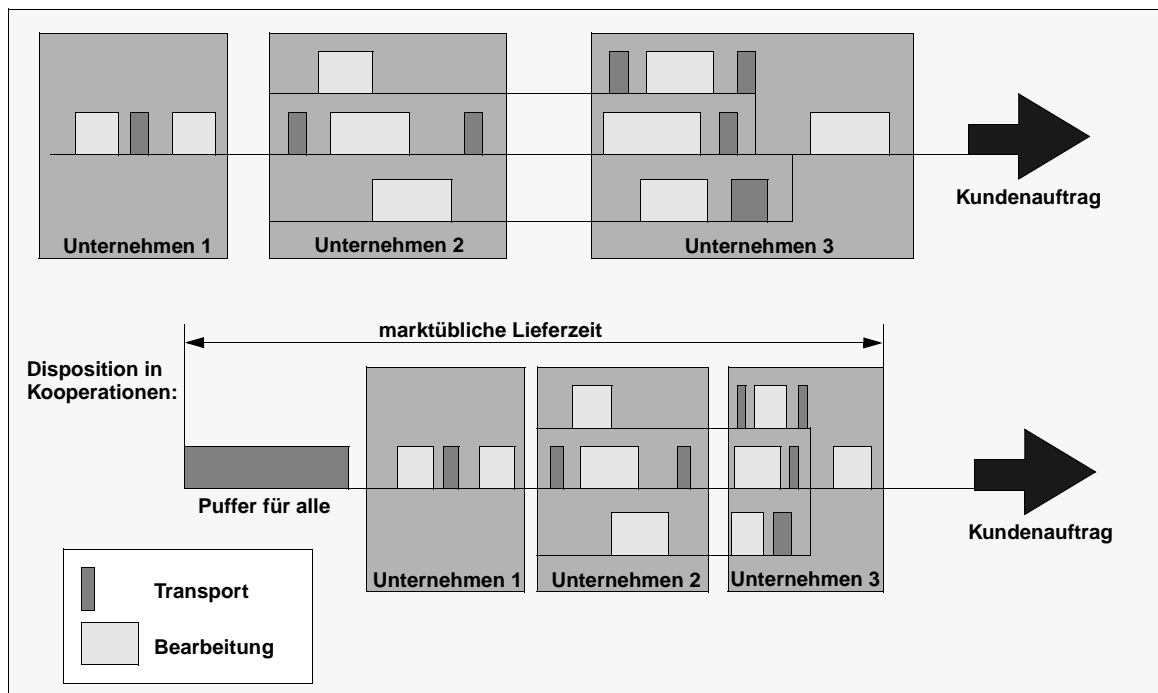 Unternehmen 1
Unternehmen 2
Unternehmen 3
Kundenauftrag
marktübliche Lieferzeit
Disposition in
Kooperationen:
Puffer für alle
Unternehmen 1
Unternehmen 2
Unternehmen 3
Kundenauftrag
Transport
Bearbeitung